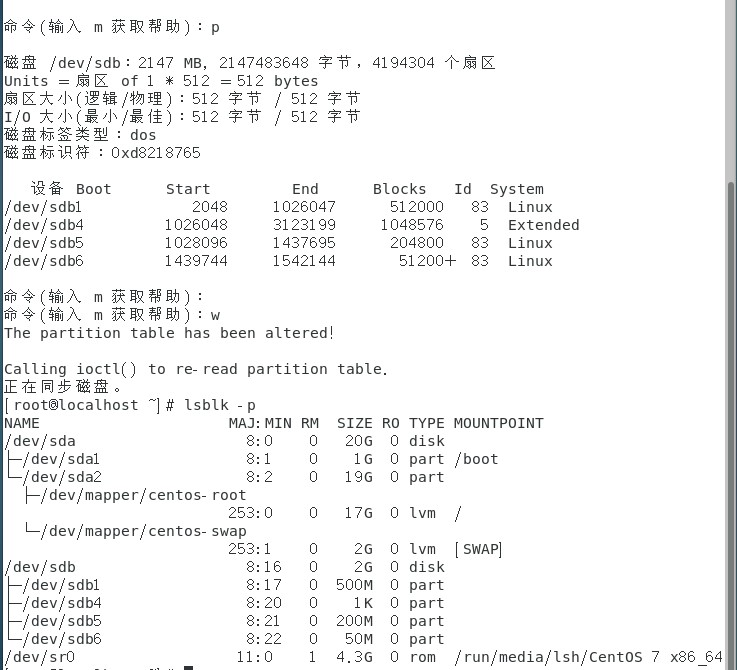 命令(输入 m 获取帮助)：p
磁盘 /dev/sdb：2147 MB, 2147483648 字节，4194304 个扇区
Units = 扇区 of 1 * 512 = 512 bytes
扇区大小(逻辑/物理)：512 字节 / 512 字节
I/O 大小(最小/最佳)：512 字节 / 512 字节
磁盘标签类型：dos
磁盘标识符：0xd8218765
设备 Boot      Start         End      Blocks   Id  System
/dev/sdb1            2048     1026047      512000   83  Linux
/dev/sdb4         1026048     3123199     1048576    5  Extended
/dev/sdb5         1028096     1437695      204800   83  Linux
/dev/sdb6         1439744     1542144       51200+  83  Linux
命令(输入 m 获取帮助)：
命令(输入 m 获取帮助)：w
The partition table has been altered!
Calling ioctl() to re-read partition table.
正在同步磁盘。
[root@localhost ~]# lsblk -p
NAME                     MAJ:MIN RM  SIZE RO TYPE MOUNTPOINT
/dev/sda                   8:0    0   20G  0 disk
├─/dev/sda1                8:1    0    1G  0 part /boot
└─/dev/sda2                8:2    0   19G  0 part
├─/dev/mapper/centos-root
253:0    0   17G  0 lvm  /
└─/dev/mapper/centos-swap
253:1    0    2G  0 lvm  [SWAP]
/dev/sdb                   8:16   0    2G  0 disk
├─/dev/sdb1                8:17   0  500M  0 part
├─/dev/sdb4                8:20   0    1K  0 part
├─/dev/sdb5                8:21   0  200M  0 part
└─/dev/sdb6                8:22   0   50M  0 part
/dev/sr0                  11:0    1  4.3G  0 rom  /run/media/lsh/CentOS 7 x86_64